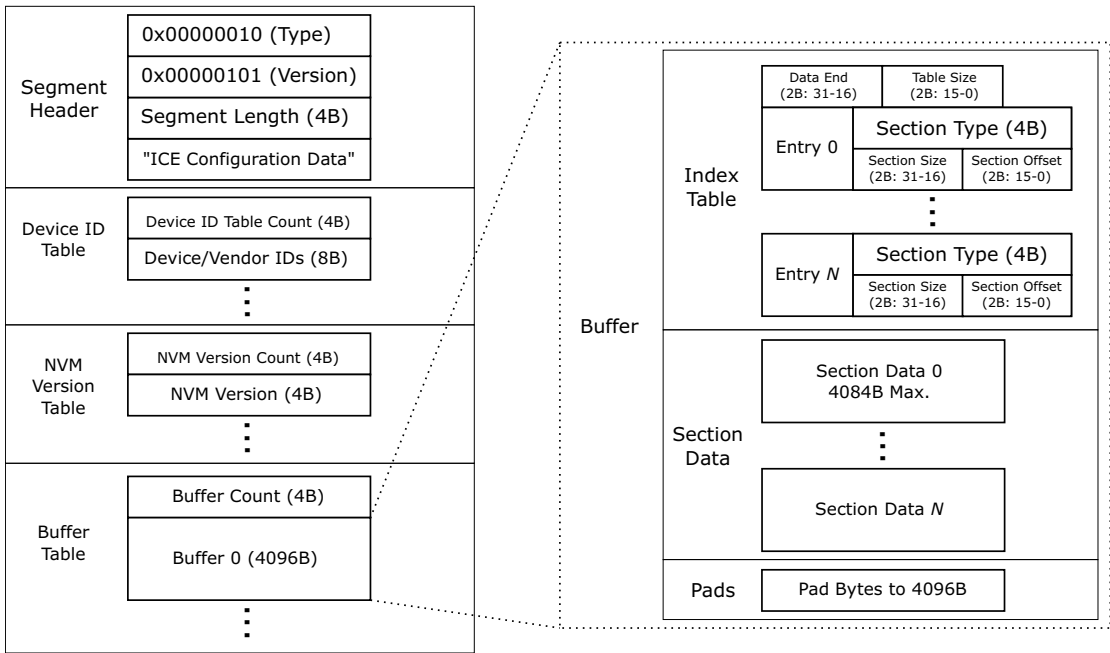 Segment
Header
0x00000010 (Type)
0x00000101 (Version)
Segment Length (4B)
"ICE Configuration Data"
Device ID
Table
Device ID Table Count (4B)
Device/Vendor IDs (8B)
NVM
Version
Table
NVM Version Count (4B)
NVM Version (4B)
Buffer
Table
Buffer Count (4B)
Buffer 0 (4096B)
Buffer
Index
Table
Data End
(2B: 31-16)
Table Size
(2B: 15-0)
Entry 0
Section Type (4B)
Section Size
(2B: 31-16)
Section Offset
(2B: 15-0)
Entry N
Section Type (4B)
Section Size
(2B: 31-16)
Section Offset
(2B: 15-0)
Section
Data
Section Data 0
4084B Max.
Section Data N
Pads
Pad Bytes to 4096B